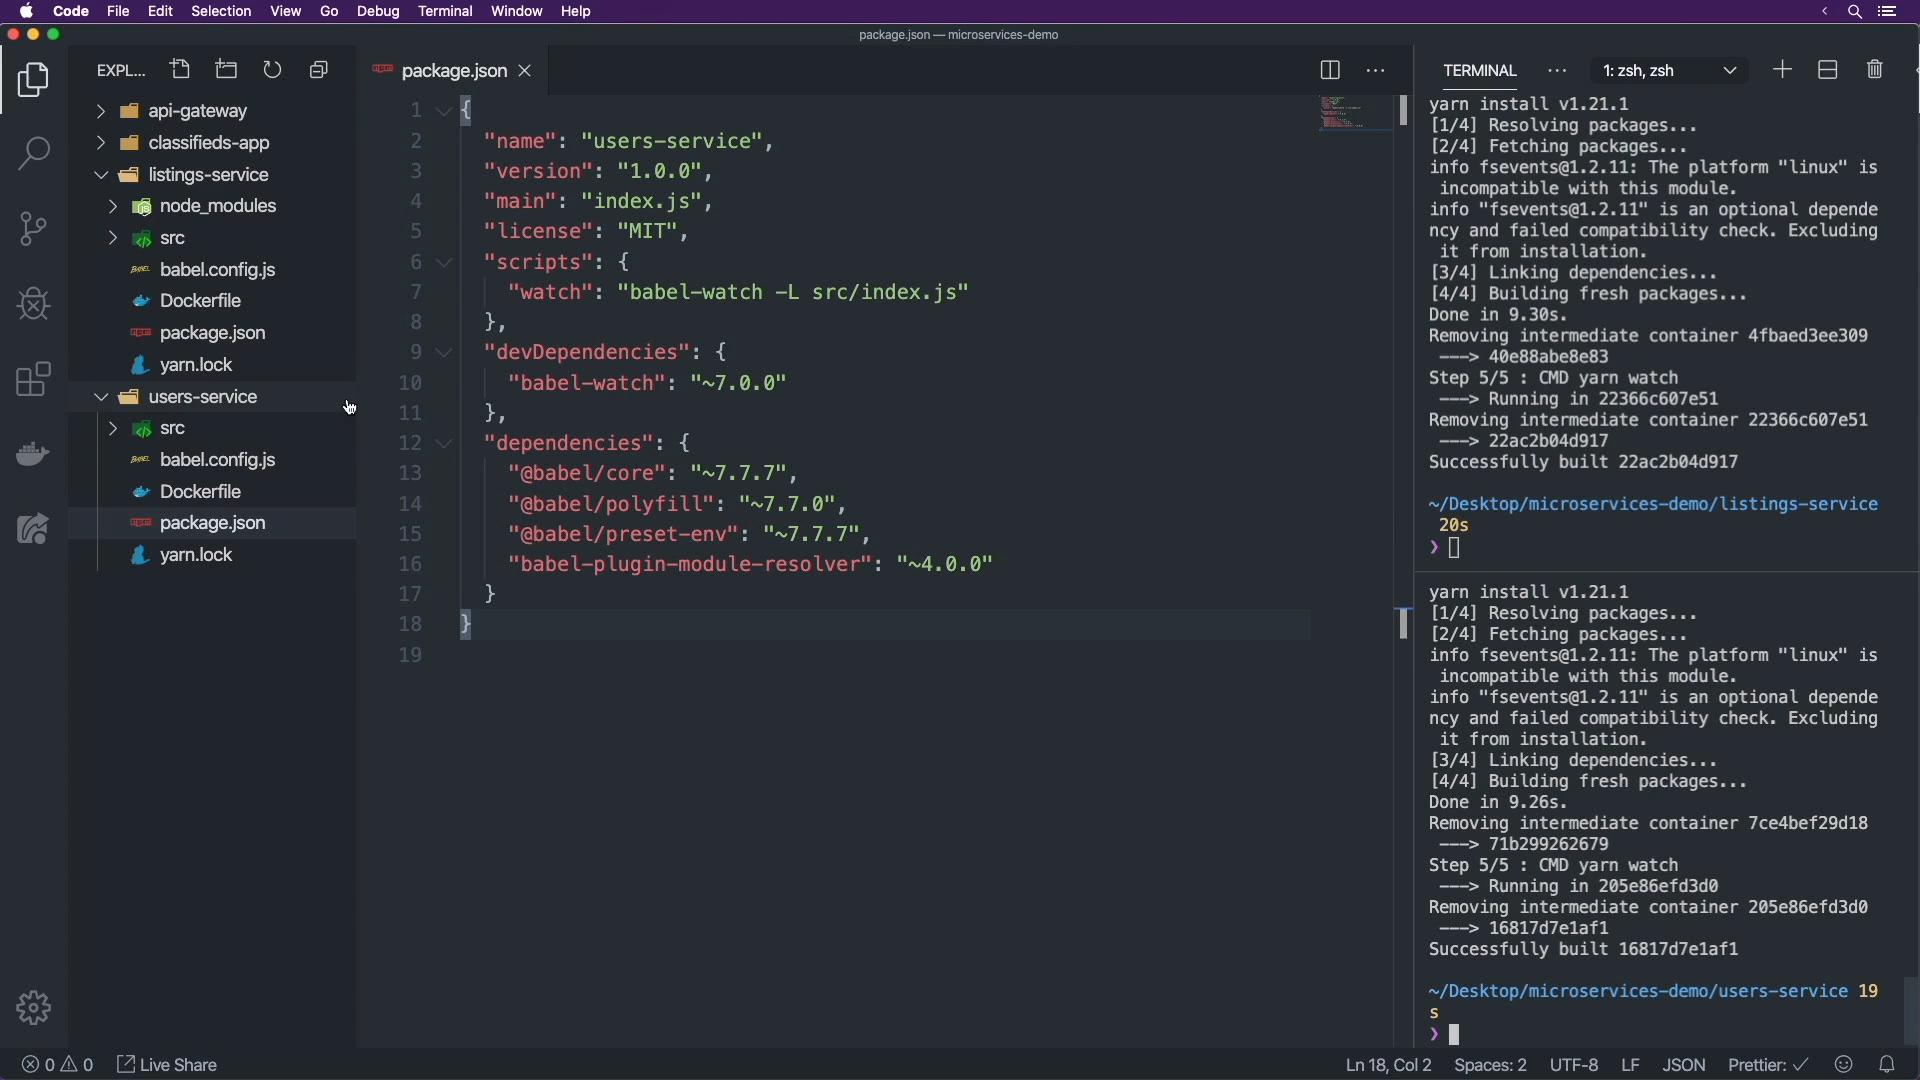 Code File Edit Selection View Go Debug Terminal Window Help
package.json — microservices-demo
EXPL...
api-gateway
classifieds-app
listings-service
node_modules
src
babel.config.js
Dockerfile
package.json
yarn.lock
users-service
src
babel.config.js
Dockerfile
package.json
yarn.lock
package.json
1 {
2 "name": "users-service",
3 "version": "1.0.0",
4 "main": "index.js",
5 "license": "MIT",
6 "scripts": {
7 "watch": "babel-watch -L src/index.js"
8 },
9 "devDependencies": {
10 "babel-watch": "~7.0.0"
11 },
12 "dependencies": {
13 "@babel/core": "~7.7.7",
14 "@babel/polyfill": "~7.7.0",
15 "@babel/preset-env": "~7.7.7",
16 "babel-plugin-module-resolver": "~4.0.0"
17 }
18 }
19
TERMINAL ... 1: zsh, zsh
yarn install v1.21.1
[1/4] Resolving packages...
[2/4] Fetching packages...
info fsevents@1.2.11: The platform "linux" is
incompatible with this module.
info "fsevents@1.2.11" is an optional depende
ncy and failed compatibility check. Excluding
it from installation.
[3/4] Linking dependencies...
[4/4] Building fresh packages...
Done in 9.30s.
Removing intermediate container 4fbaed3ee309
---> 40e88abe8e83
Step 5/5 : CMD yarn watch
---> Running in 22366c607e51
Removing intermediate container 22366c607e51
---> 22ac2b04d917
Successfully built 22ac2b04d917
~/Desktop/microservices-demo/listings-service
20s
❯
yarn install v1.21.1
[1/4] Resolving packages...
[2/4] Fetching packages...
info fsevents@1.2.11: The platform "linux" is
incompatible with this module.
info "fsevents@1.2.11" is an optional depende
ncy and failed compatibility check. Excluding
it from installation.
[3/4] Linking dependencies...
[4/4] Building fresh packages...
Done in 9.26s.
Removing intermediate container 7ce4bef29d18
---> 71b299262679
Step 5/5 : CMD yarn watch
---> Running in 205e86efd3d0
Removing intermediate container 205e86efd3d0
---> 16817d7e1af1
Successfully built 16817d7e1af1
~/Desktop/microservices-demo/users-service 19
s
❯
0 0 Live Share Ln 18, Col 2 Spaces: 2 UTF-8 LF JSON Prettier: ✓